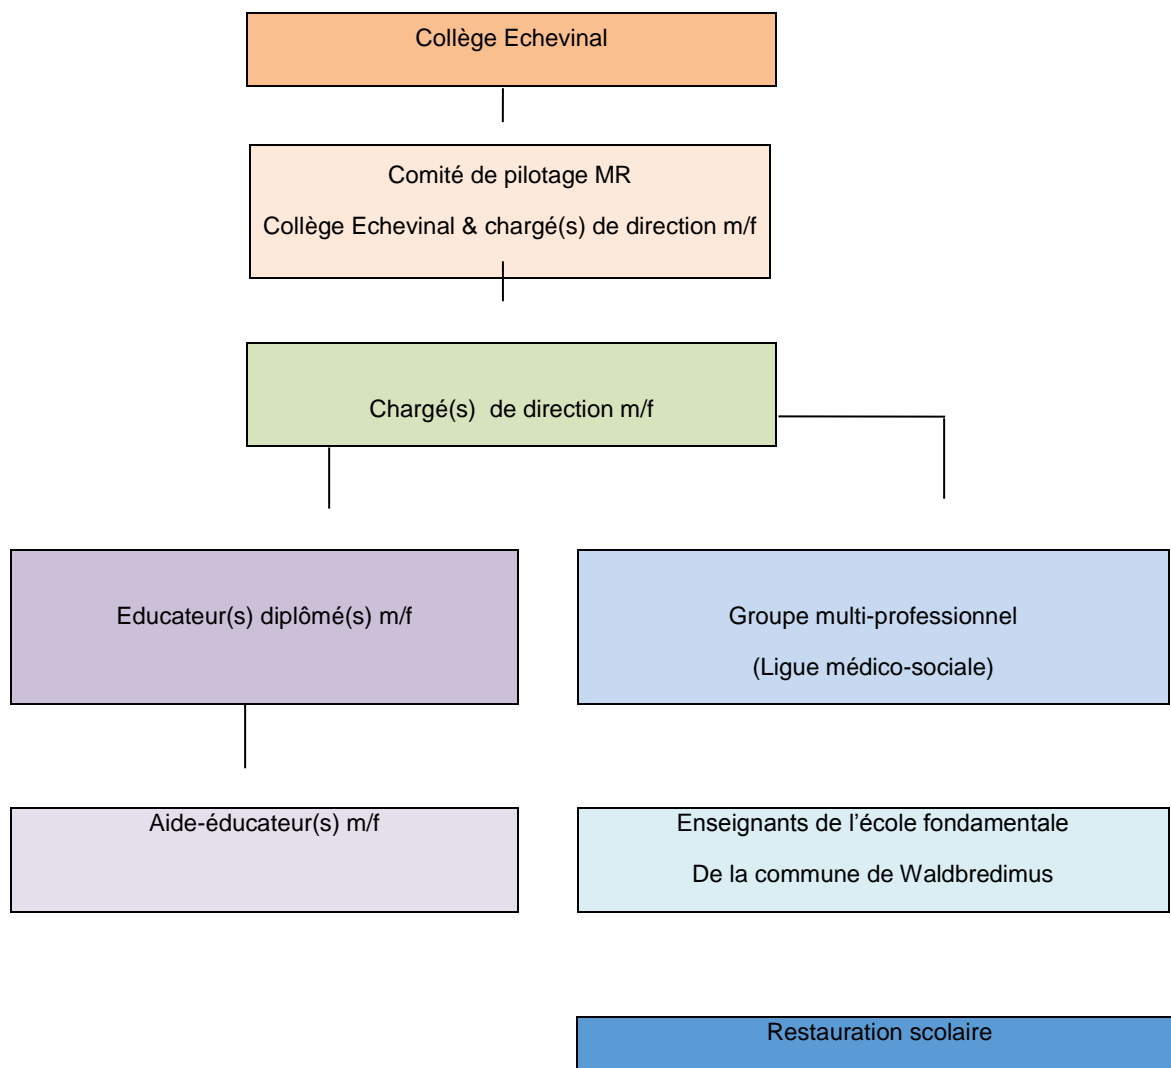 Collège Echevinal
Comité de pilotage MR
Collège Echevinal & chargé(s) de direction m/f
Chargé(s) de direction m/f
Educateur(s) diplômé(s) m/f
Groupe multi-professionnel
(Ligue médico-sociale)
Aide-éducateur(s) m/f
Enseignants de l’école fondamentale
De la commune de Waldbredimus
Restauration scolaire